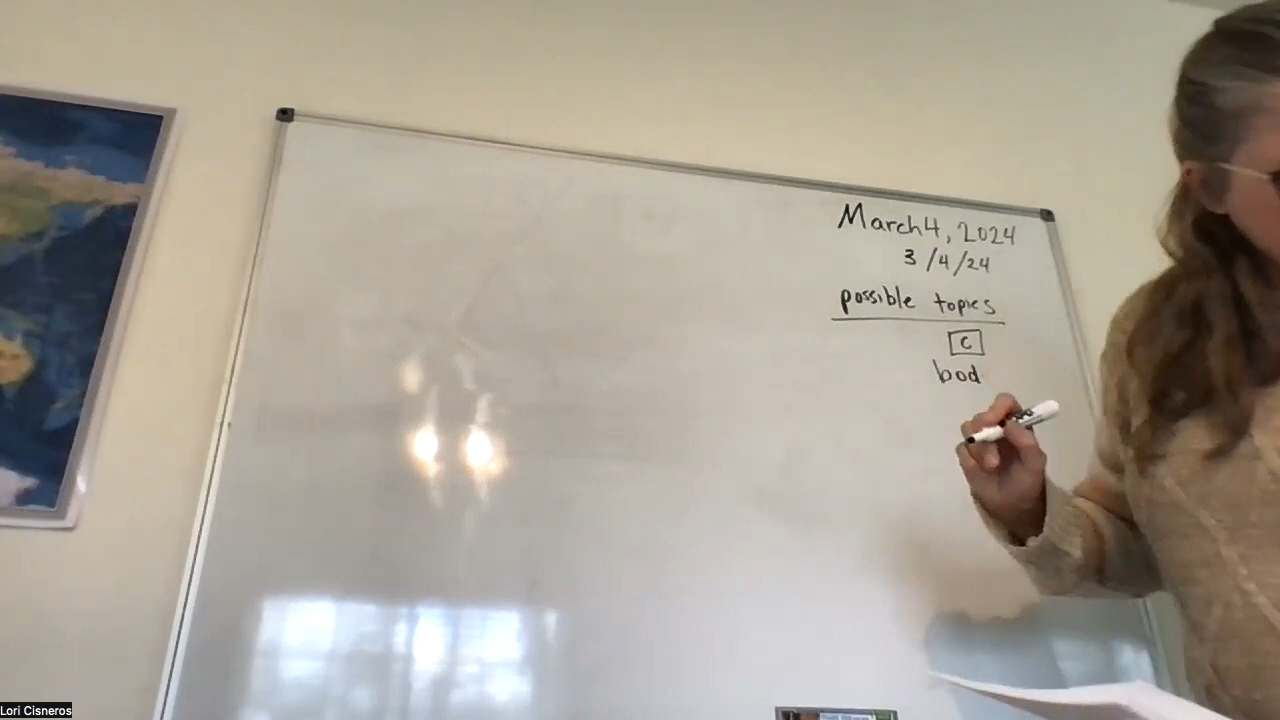 March 4, 2024
3/4/24
possible topics
C
bod
Lori Cisneros